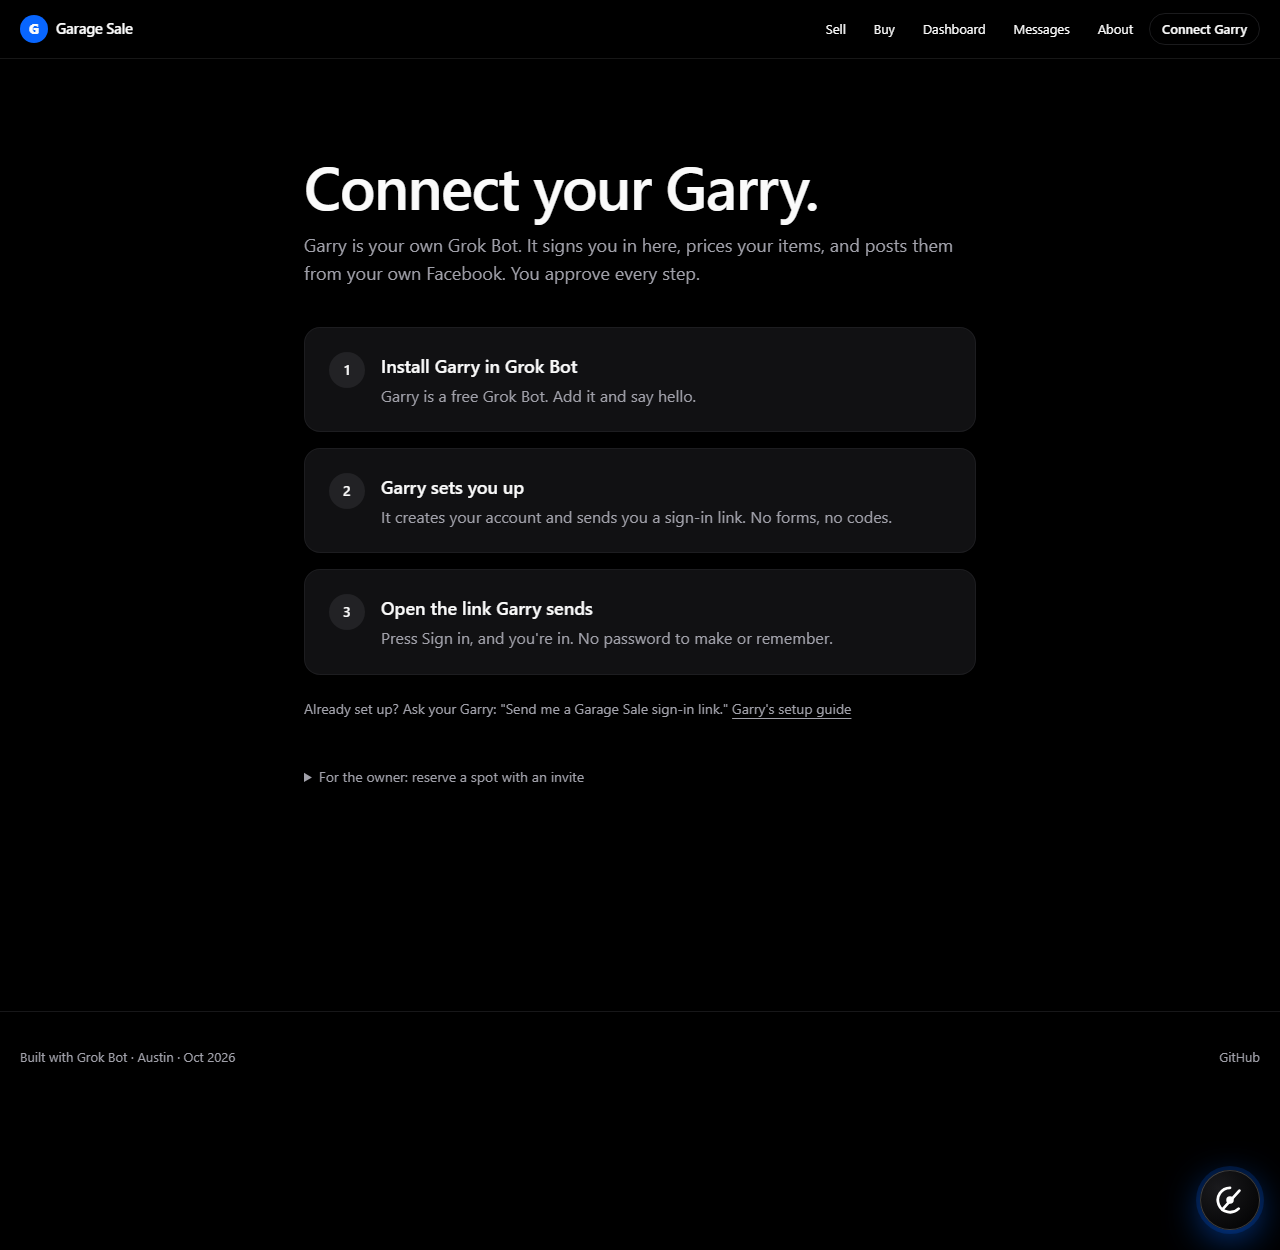 G Garage Sale
Sell Buy Dashboard Messages About Connect Garry
Connect your Garry.
Garry is your own Grok Bot. It signs you in here, prices your items, and posts them
from your own Facebook. You approve every step.
1
Install Garry in Grok Bot
Garry is a free Grok Bot. Add it and say hello.
2
Garry sets you up
It creates your account and sends you a sign-in link. No forms, no codes.
3
Open the link Garry sends
Press Sign in, and you're in. No password to make or remember.
Already set up? Ask your Garry: "Send me a Garage Sale sign-in link." Garry's setup guide
For the owner: reserve a spot with an invite
Built with Grok Bot · Austin · Oct 2026
GitHub